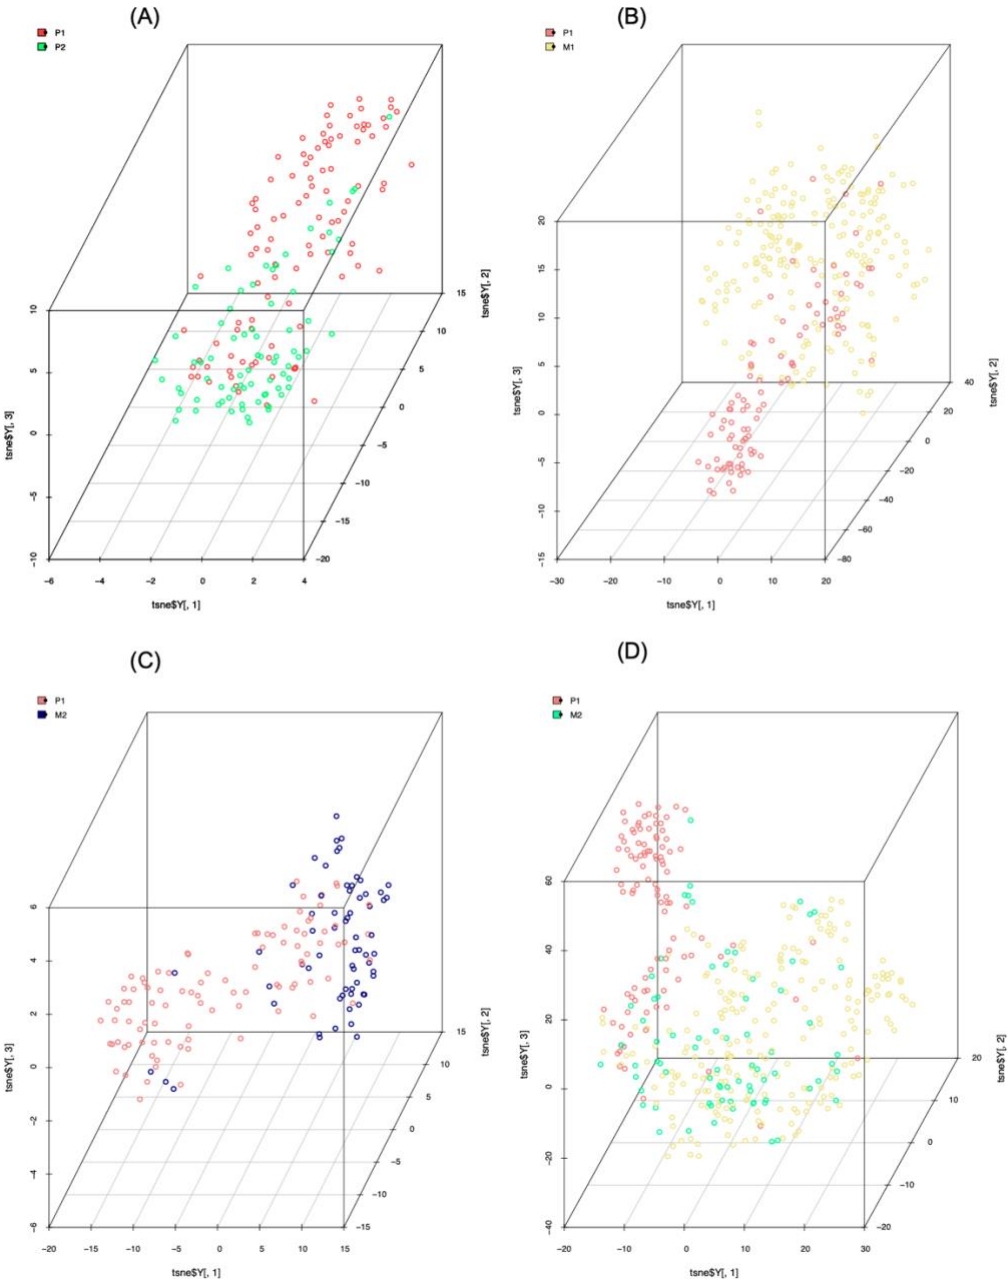 (A)
P1
P2
tsne$Y[, 3]
10
5
0
−5
−10
−6 −4 −2 0 2 4
tsne$Y[, 1]
−20
−15
−10
−5
0
5
10
15
tsne$Y[, 2]
(B)
P1
M1
tsne$Y[, 3]
20
15
10
5
0
−5
−10
−15
−30 −20 −10 0 10 20
tsne$Y[, 1]
−80
−60
−40
−20
0
20
40
tsne$Y[, 2]
(C)
P1
M2
tsne$Y[, 3]
6
4
2
0
−2
−4
−6
−20 −15 −10 −5 0 5 10 15
tsne$Y[, 1]
−15
−10
−5
0
5
10
15
tsne$Y[, 2]
(D)
P1
M2
tsne$Y[, 3]
60
40
20
0
−20
−40
−20 −10 0 10 20 30
tsne$Y[, 1]
−20
−10
0
10
20
tsne$Y[, 2]